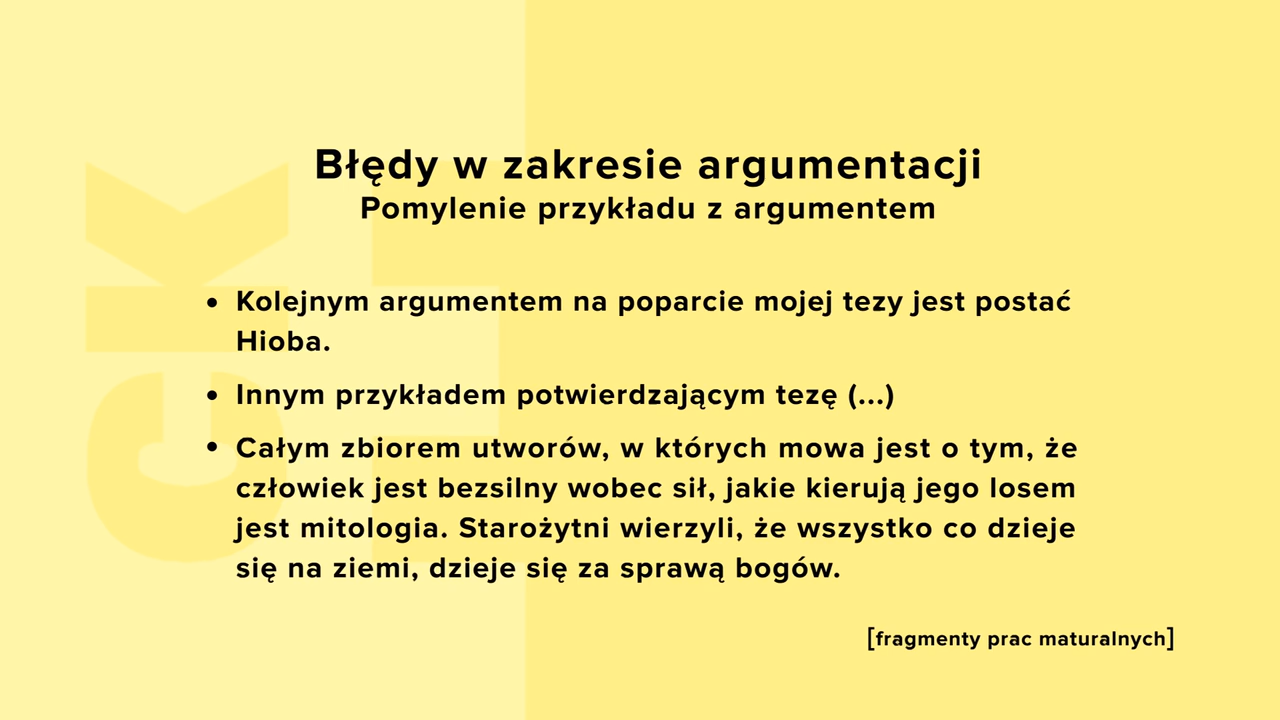 Błędy w zakresie argumentacji
Pomylenie przykładu z argumentem
• Kolejnym argumentem na poparcie mojej tezy jest postać
Hioba.
• Innym przykładem potwierdzającym tezę (...)
• Całym zbiorem utworów, w których mowa jest o tym, że
człowiek jest bezsilny wobec sił, jakie kierują jego losem
jest mitologia. Starożytni wierzyli, że wszystko co dzieje
się na ziemi, dzieje się za sprawą bogów.
[fragmenty prac maturalnych]
CKE